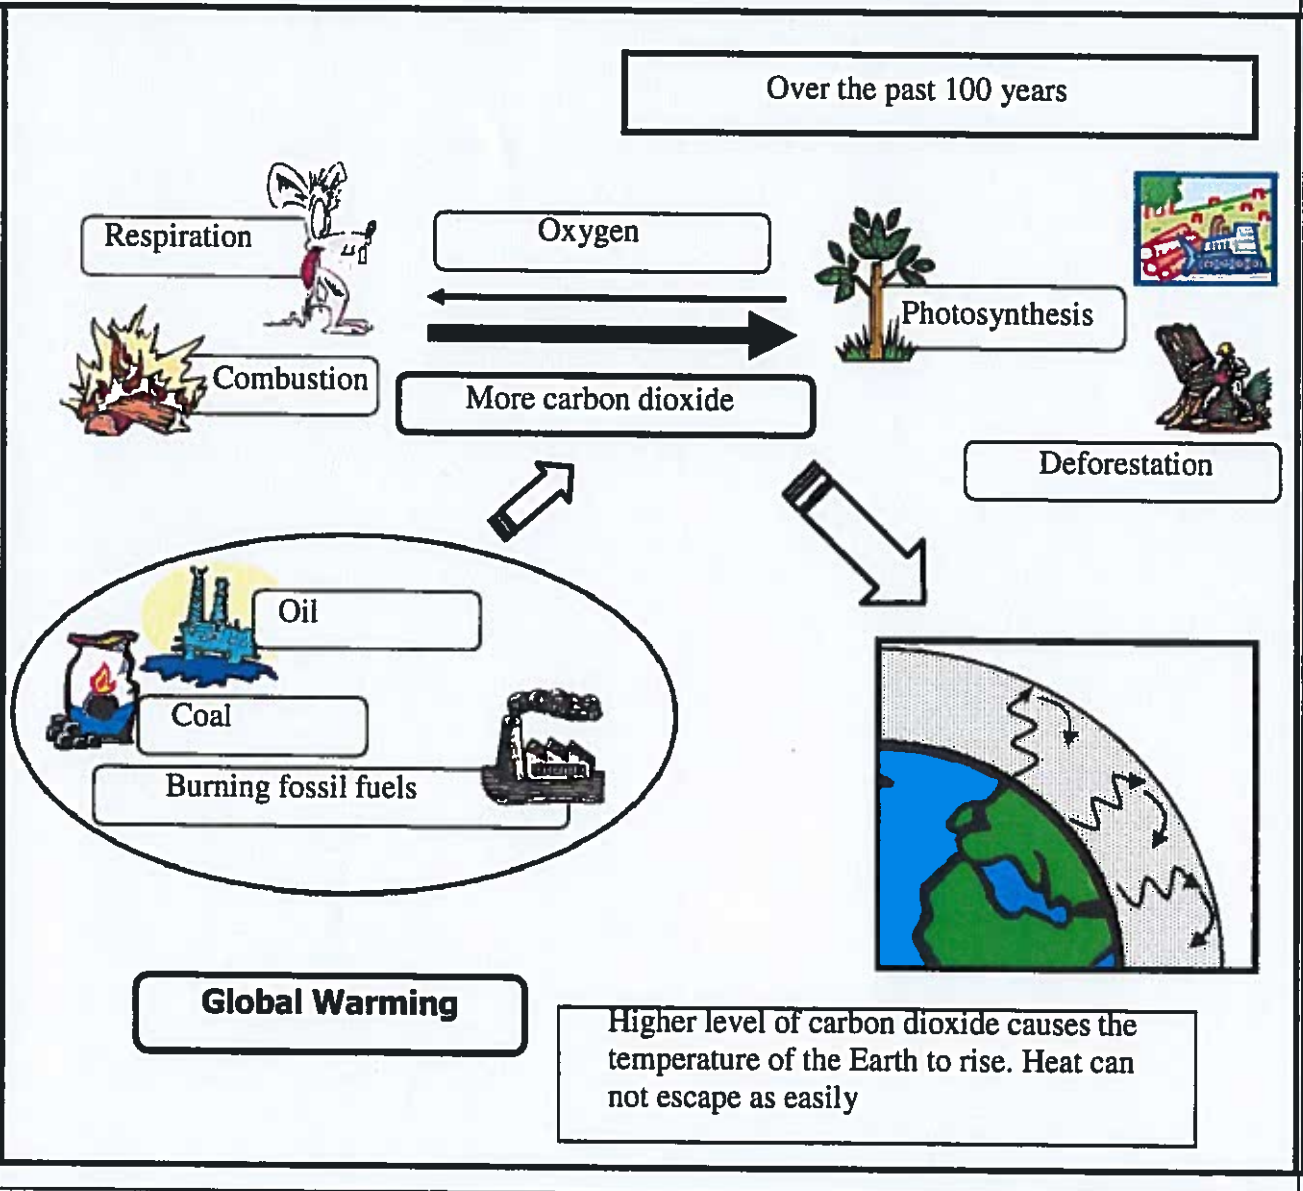 Over the past 100 years
Respiration
Oxygen
Photosynthesis
Combustion
More carbon dioxide
Deforestation
Oil
Coal
Burning fossil fuels
Global Warming
Higher level of carbon dioxide causes the
temperature of the Earth to rise. Heat can
not escape as easily